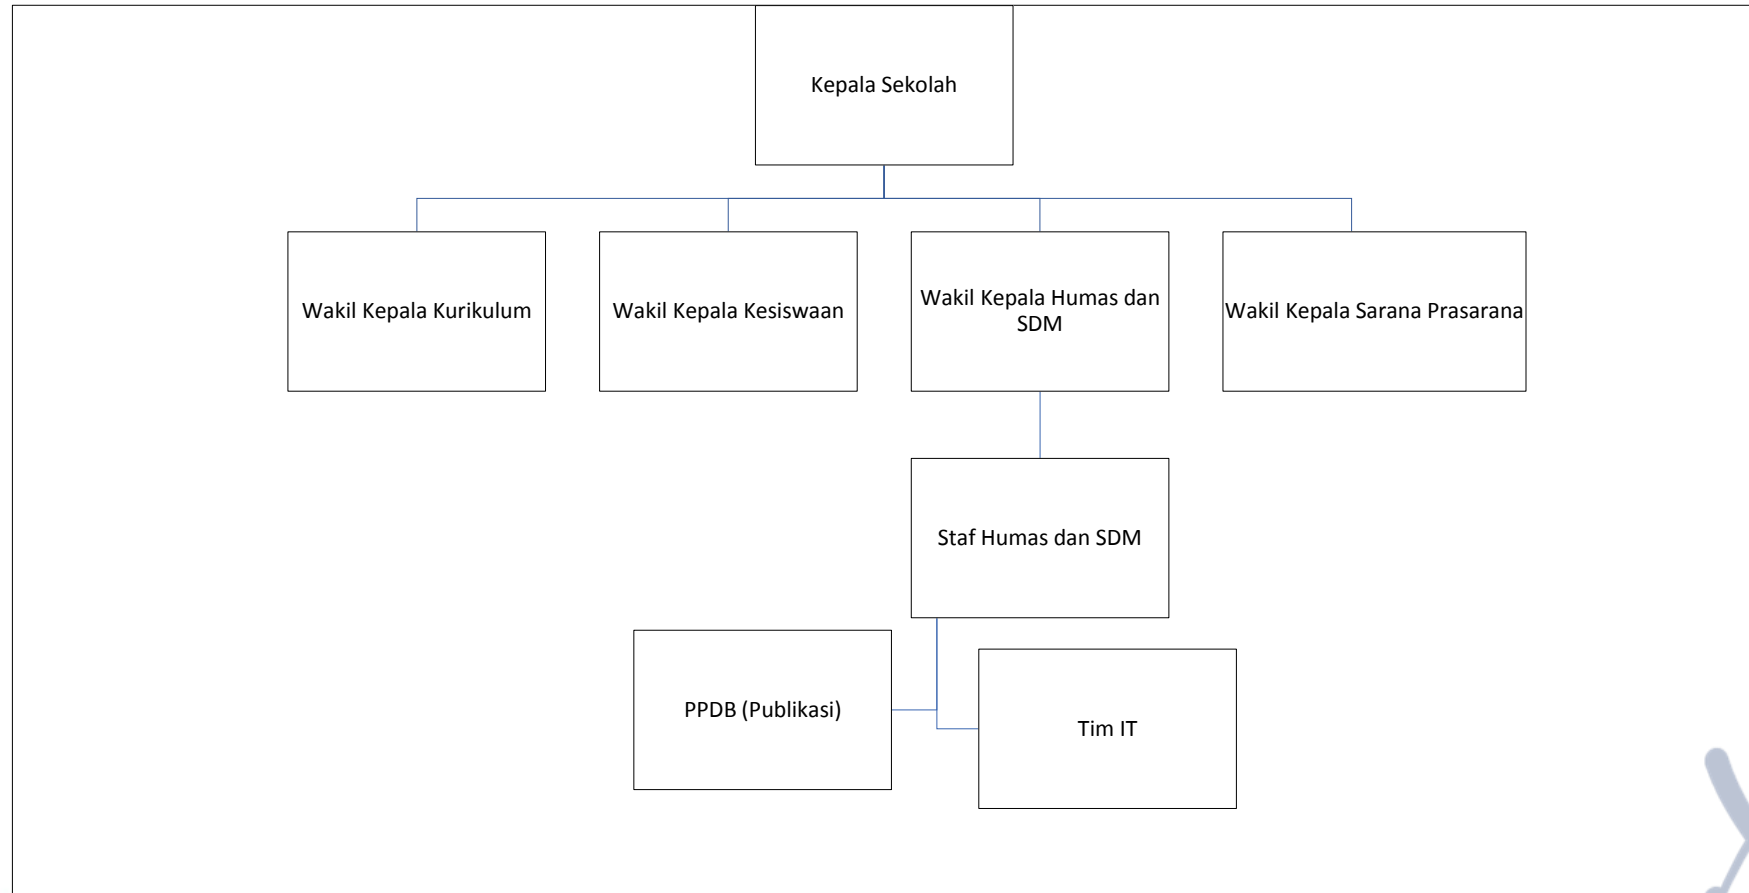 Kepala Sekolah
Wakil Kepala Kurikulum
Wakil Kepala Kesiswaan
Wakil Kepala Humas dan
SDM
Wakil Kepala Sarana Prasarana
Staf Humas dan SDM
PPDB (Publikasi)
Tim IT